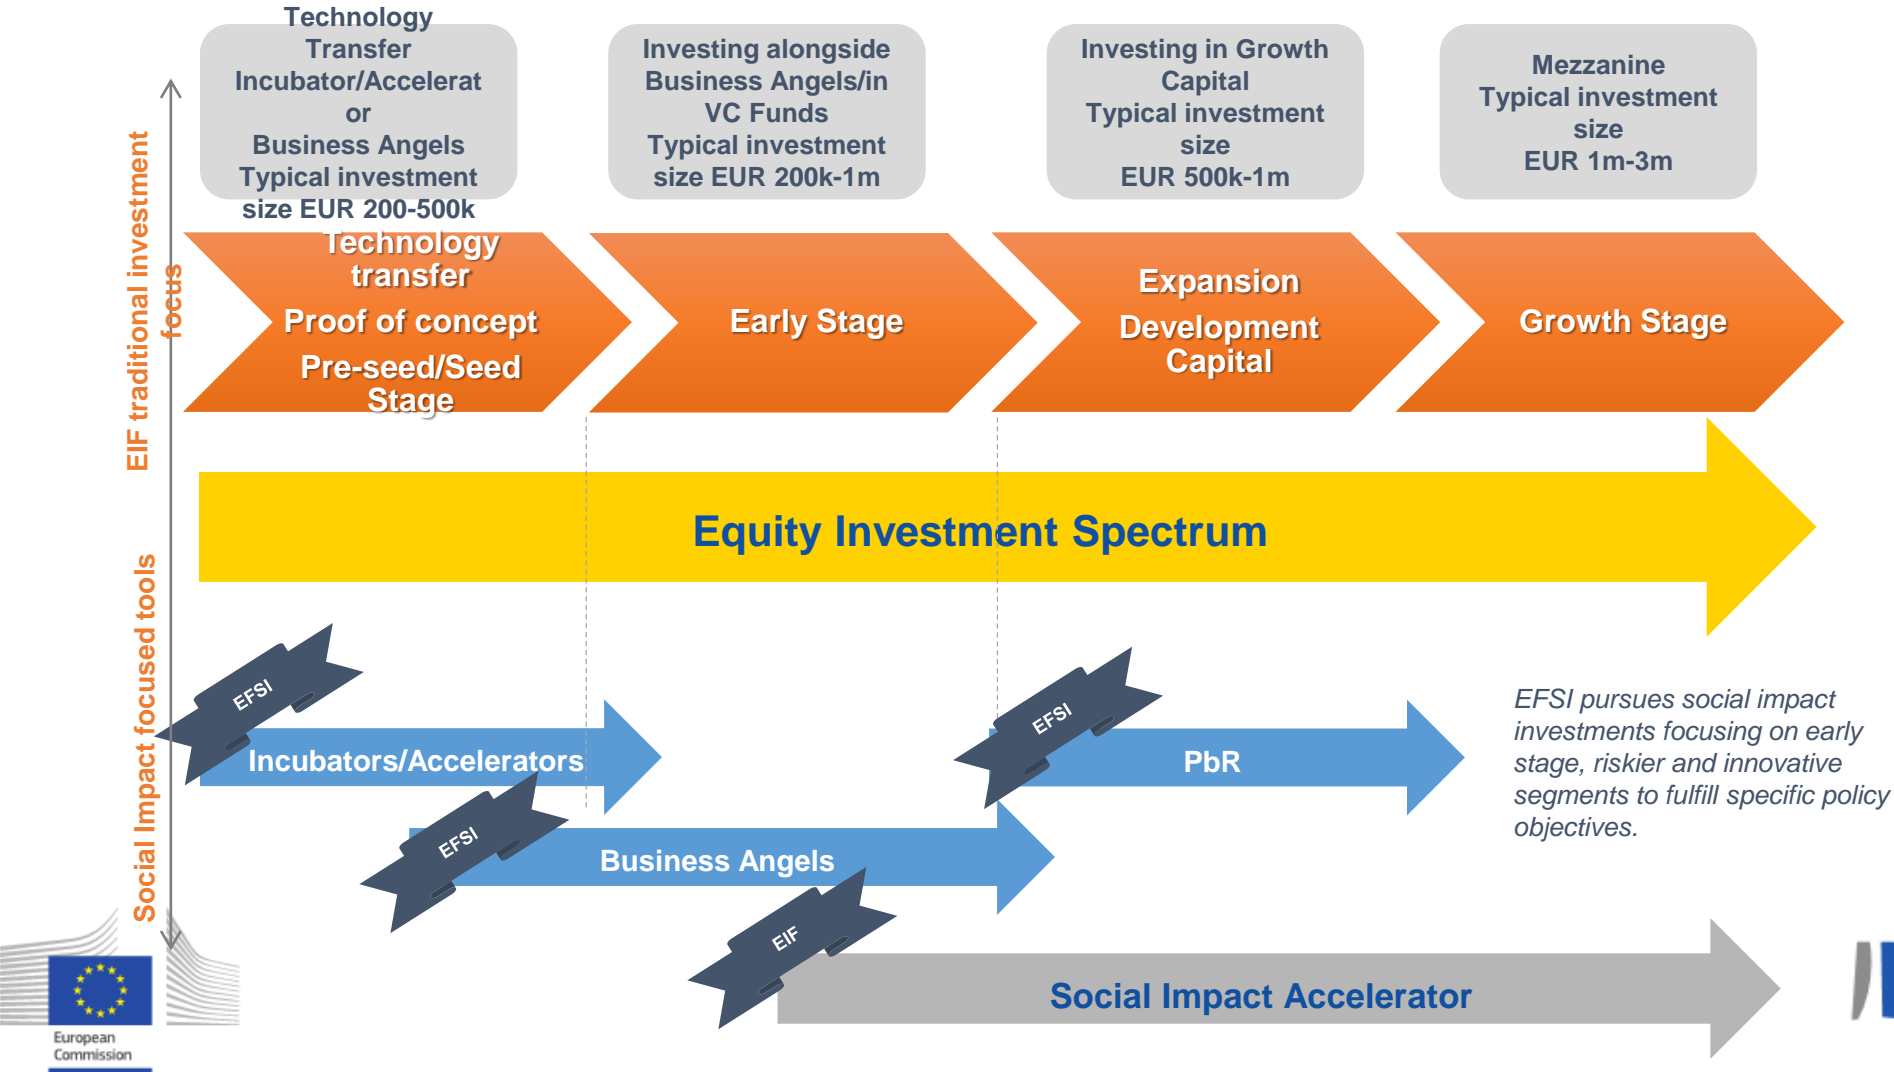 Technology
Transfer
Incubator/Accelerat
or
Business Angels
Typical investment
size EUR 200-500k
Investing alongside
Business Angels/in
VC Funds
Typical investment
size EUR 200k-1m
Investing in Growth
Capital
Typical investment
size
EUR 500k-1m
Mezzanine
Typical investment
size
EUR 1m-3m
EIF traditional investment
focus
Technology
transfer
Proof of concept
Pre-seed/Seed
Stage
Early Stage
Expansion
Development
Capital
Growth Stage
Equity Investment Spectrum
Social Impact focused tools
EFSI
Incubators/Accelerators
EFSI
PbR
EFSI pursues social impact
investments focusing on early
stage, riskier and innovative
segments to fulfill specific policy
objectives.
EFSI
Business Angels
EIF
Social Impact Accelerator
European
Commission